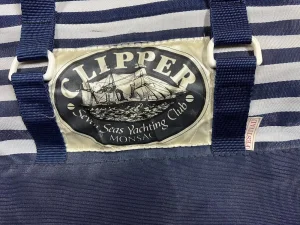 CLIPPER
Seven Seas Yachting Club
MONSAC